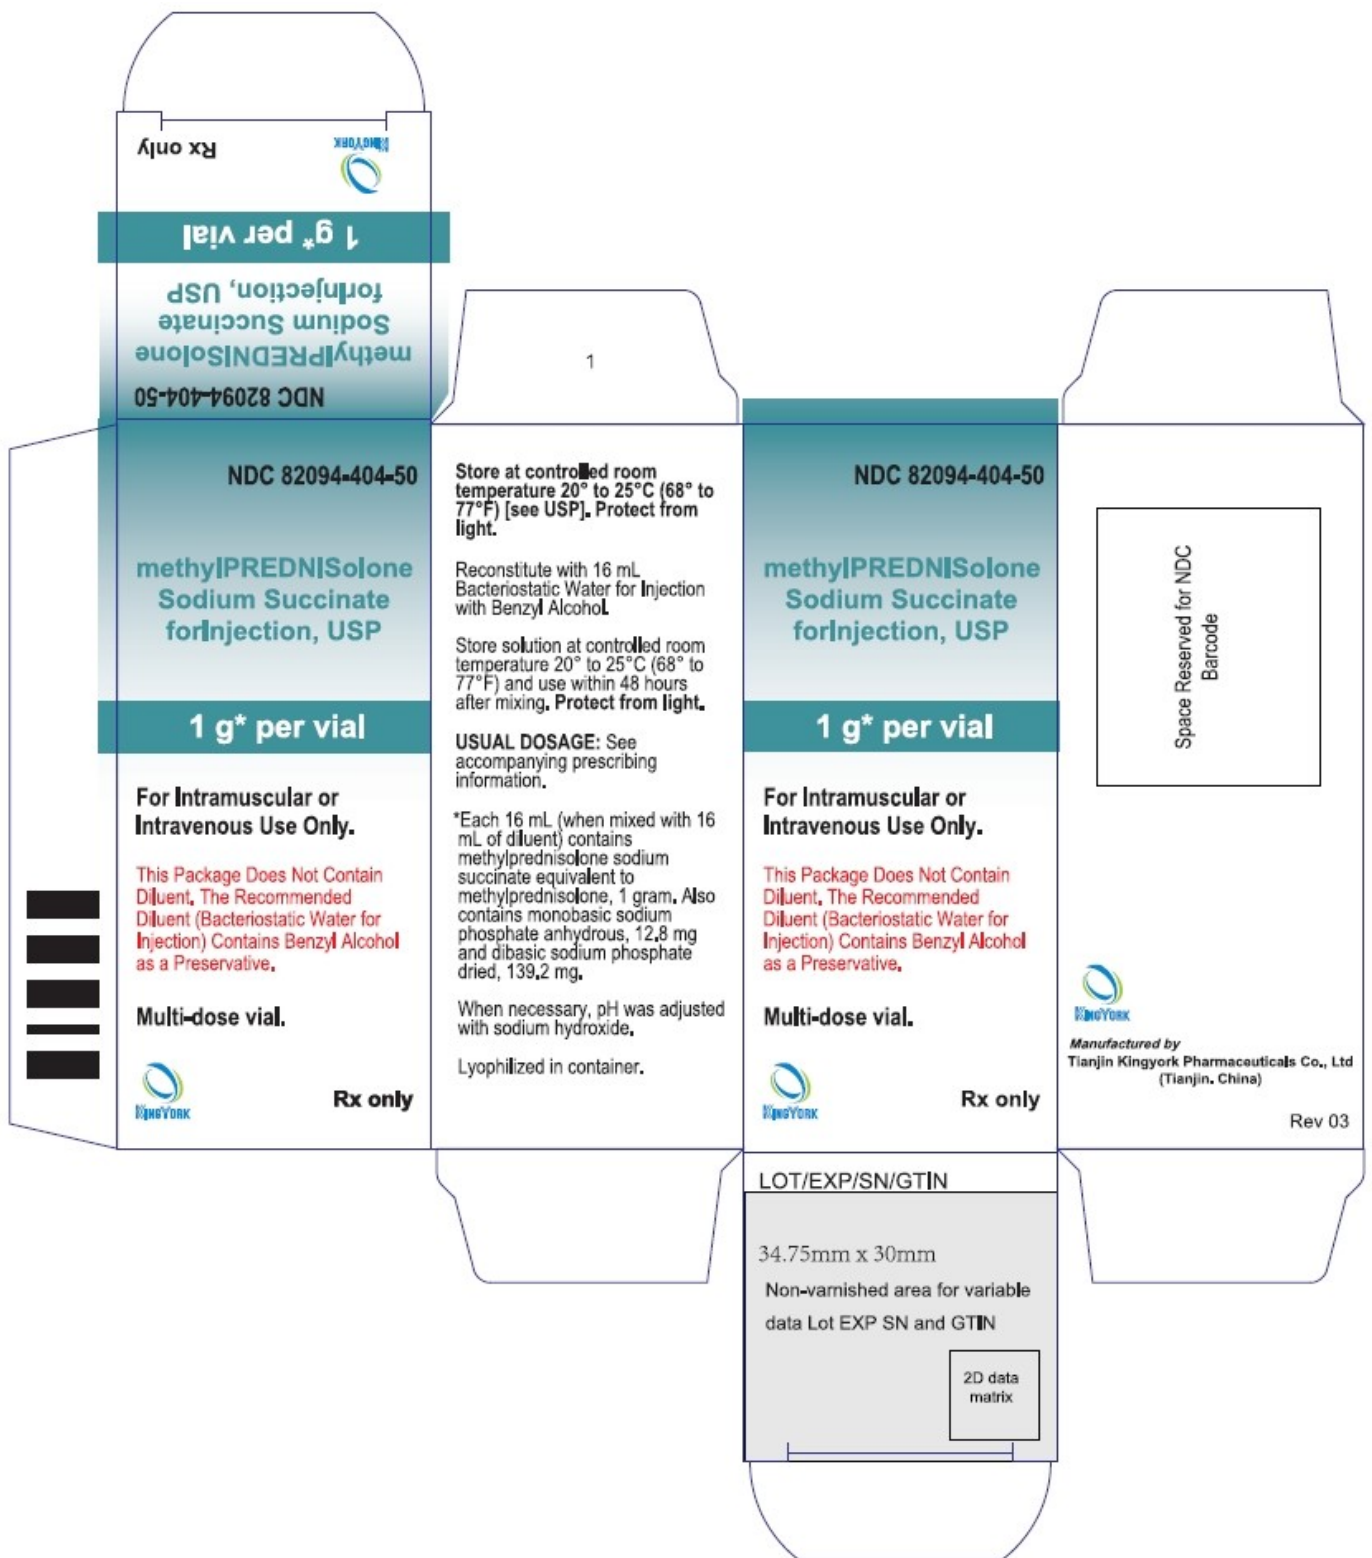 Rx only
KINGYORK
1 g* per vial
methylPREDNISolone
Sodium Succinate
forInjection, USP
NDC 82094-404-50
NDC 82094-404-50
methylPREDNISolone
Sodium Succinate
forInjection, USP
1 g* per vial
For Intramuscular or
Intravenous Use Only.
This Package Does Not Contain
Diluent. The Recommended
Diluent (Bacteriostatic Water for
Injection) Contains Benzyl Alcohol
as a Preservative.
Multi-dose vial.
KINGYORK
Rx only
1
Store at controlled room
temperature 20° to 25°C (68° to
77°F) [see USP]. Protect from
light.
Reconstitute with 16 mL
Bacteriostatic Water for Injection
with Benzyl Alcohol.
Store solution at controlled room
temperature 20° to 25°C (68° to
77°F) and use within 48 hours
after mixing. Protect from light.
USUAL DOSAGE: See
accompanying prescribing
information.
*Each 16 mL (when mixed with 16
mL of diluent) contains
methylprednisolone sodium
succinate equivalent to
methylprednisolone, 1 gram. Also
contains monobasic sodium
phosphate anhydrous, 12.8 mg
and dibasic sodium phosphate
dried, 139.2 mg.
When necessary, pH was adjusted
with sodium hydroxide.
Lyophilized in container.
NDC 82094-404-50
methylPREDNISolone
Sodium Succinate
forInjection, USP
1 g* per vial
For Intramuscular or
Intravenous Use Only.
This Package Does Not Contain
Diluent. The Recommended
Diluent (Bacteriostatic Water for
Injection) Contains Benzyl Alcohol
as a Preservative.
Multi-dose vial.
KINGYORK
Rx only
LOT/EXP/SN/GTIN
34.75mm x 30mm
Non-varnished area for variable
data Lot EXP SN and GTIN
2D data
matrix
Space Reserved for NDC
Barcode
KINGYORK
Manufactured by
Tianjin Kingyork Pharmaceuticals Co., Ltd
(Tianjin. China)
Rev 03